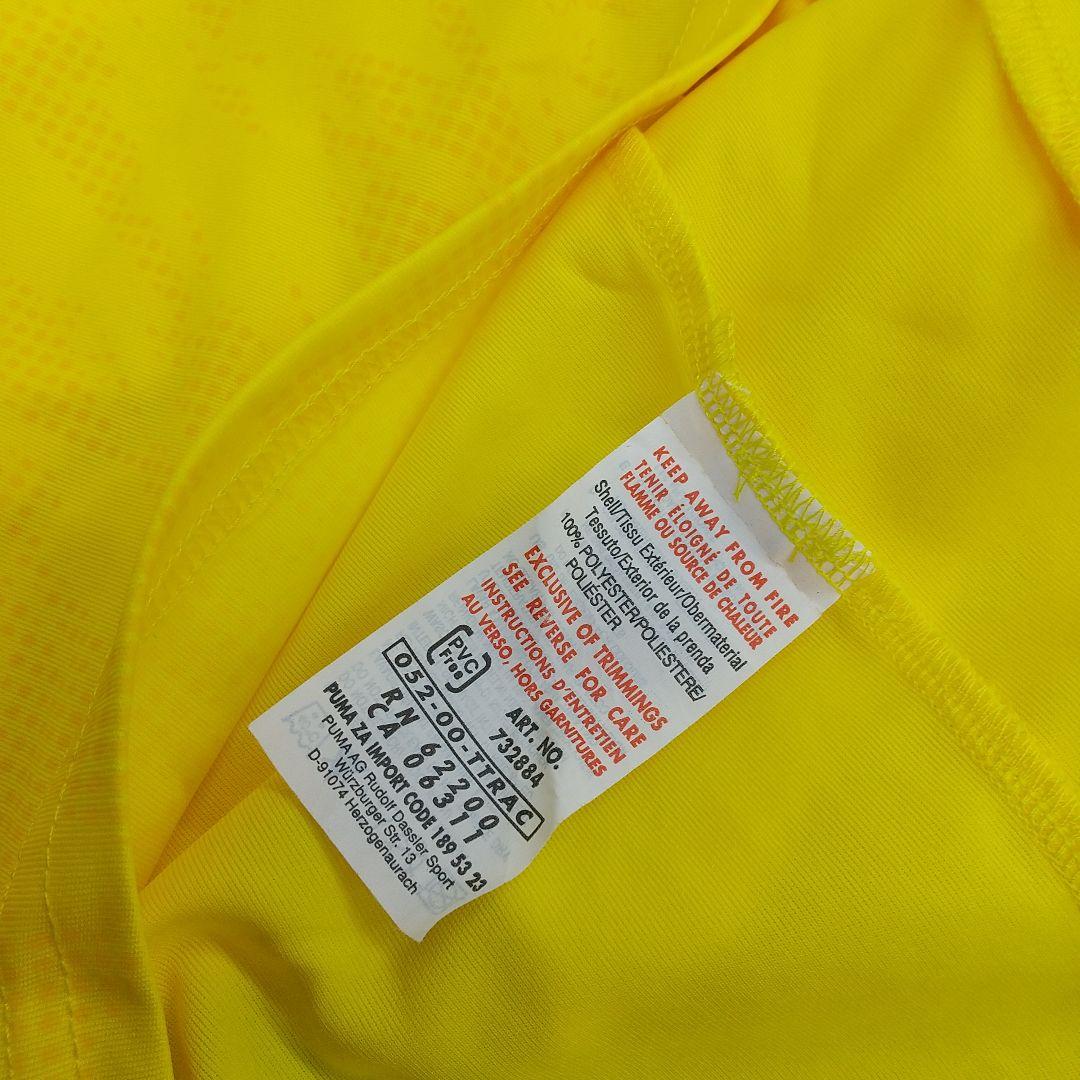 KEEP AWAY FROM FIRE
TENIR ÉLOIGNÉ DE TOUTE
FLAMME OU SOURCE DE CHALEUR
Shell/Tissu Extérieur/Obermaterial
Tessuto/Exterior de la prenda
100% POLYESTER/POLIESTERE/
POLIÉSTER
EXCLUSIVE OF TRIMMINGS
SEE REVERSE FOR CARE
INSTRUCTIONS D'ENTRETIEN
AU VERSO, HORS GARNITURES
PVC
Free
ART. NO.
732884
052-00-TTRAC
RN 62200
CA 06311
PUMA ZA IMPORT CODE 189 53 23
PUMA AG Rudolf Dassler Sport
Würzburger Str. 13
D-91074 Herzogenaurach